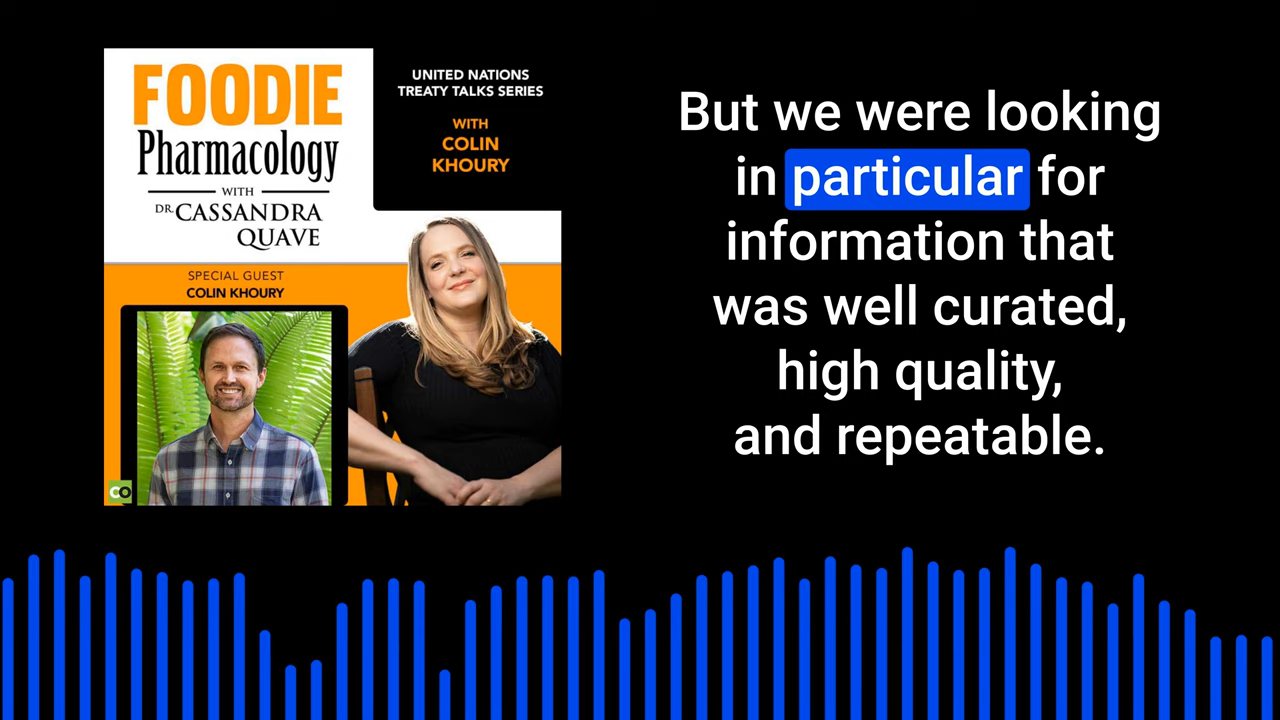 FOODIE
Pharmacology
WITH
DR. CASSANDRA
QUAVE
UNITED NATIONS
TREATY TALKS SERIES
WITH
COLIN
KHOURY
SPECIAL GUEST
COLIN KHOURY
CO
But we were looking
in particular for
information that
was well curated,
high quality,
and repeatable.